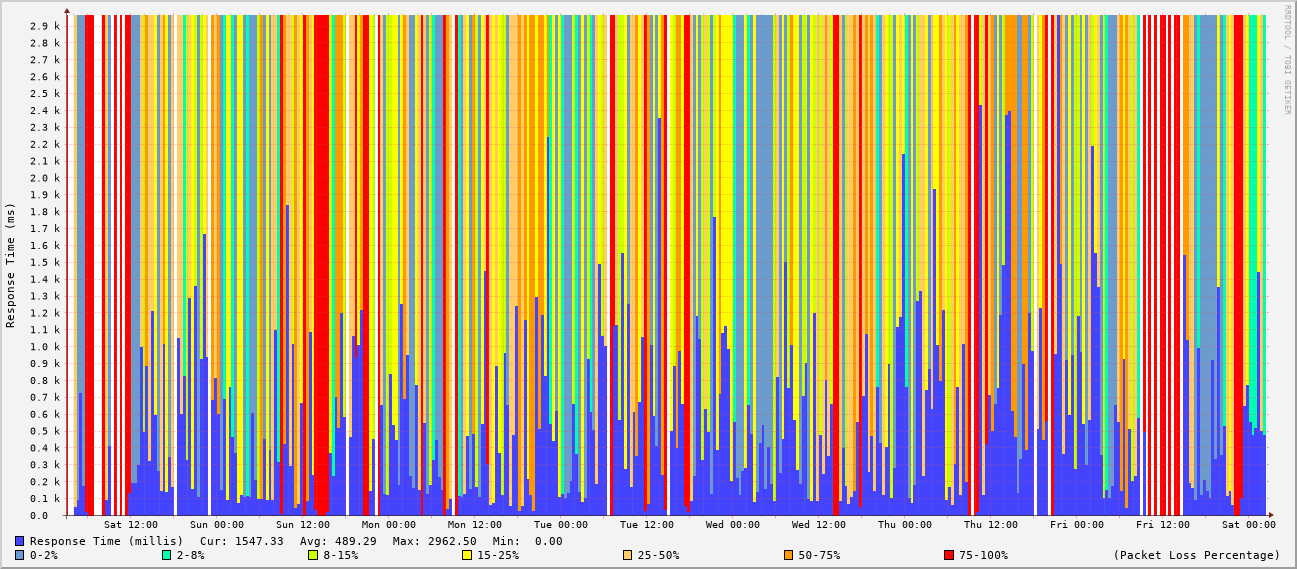 RRDTOOL / TOBI OETIKER
Response Time (ms)
2.9 k
2.8 k
2.7 k
2.6 k
2.5 k
2.4 k
2.3 k
2.2 k
2.1 k
2.0 k
1.9 k
1.8 k
1.7 k
1.6 k
1.5 k
1.4 k
1.3 k
1.2 k
1.1 k
1.0 k
0.9 k
0.8 k
0.7 k
0.6 k
0.5 k
0.4 k
0.3 k
0.2 k
0.1 k
0.0
Sat 12:00 Sun 00:00 Sun 12:00 Mon 00:00 Mon 12:00 Tue 00:00 Tue 12:00 Wed 00:00 Wed 12:00 Thu 00:00 Thu 12:00 Fri 00:00 Fri 12:00 Sat 00:00
Response Time (millis) Cur: 1547.33 Avg: 489.29 Max: 2962.50 Min: 0.00
0-2% 2-8% 8-15% 15-25% 25-50% 50-75% 75-100% (Packet Loss Percentage)